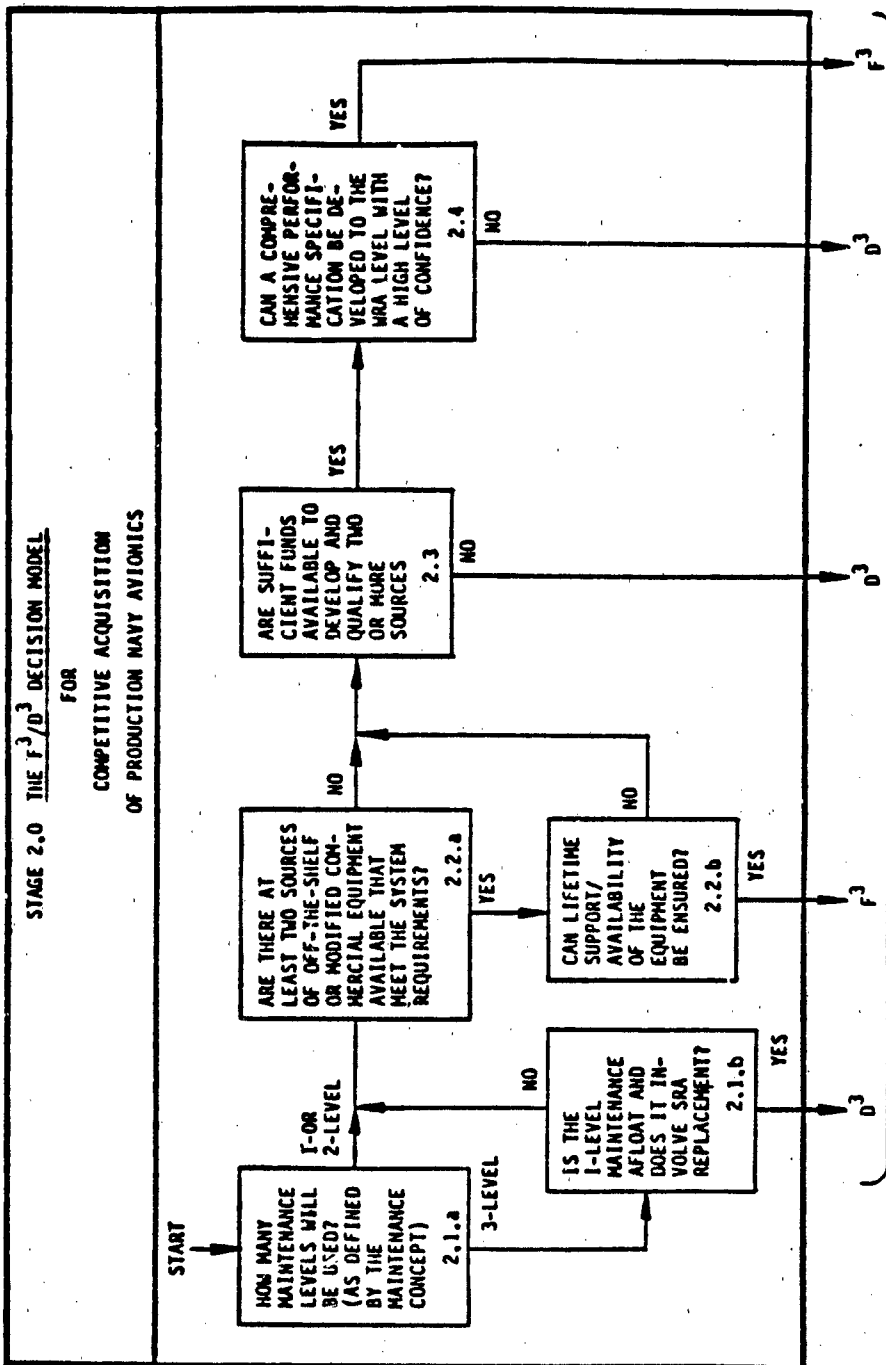 STAGE 2.0 THE F³/D³ DECISION MODEL
FOR
COMPETITIVE ACQUISITION
OF PRODUCTION NAVY AVIONICS
START
HOW MANY
MAINTENANCE
LEVELS WILL
BE USED?
(AS DEFINED
BY THE
MAINTENANCE
CONCEPT)
2.1.a
1-OR
2-LEVEL
3-LEVEL
IS THE
I-LEVEL
MAINTENANCE
AFLOAT AND
DOES IT IN-
VOLVE SRA
REPLACEMENT?
2.1.b
NO
YES
D³
ARE THERE AT
LEAST TWO SOURCES
OF OFF-THE-SHELF
OR MODIFIED COM-
MERCIAL EQUIPMENT
AVAILABLE THAT
MEET THE SYSTEM
REQUIREMENTS?
2.2.a
NO
YES
CAN LIFETIME
SUPPORT/
AVAILABILITY
OF THE
EQUIPMENT
BE ENSURED?
2.2.b
NO
YES
F³
ARE SUFFI-
CIENT FUNDS
AVAILABLE TO
DEVELOP AND
QUALIFY TWO
OR MORE
SOURCES
2.3
YES
NO
D³
CAN A COMPRE-
HENSIVE PERFOR-
MANCE SPECIFI-
CATION BE DE-
VELOPED TO THE
WRA LEVEL WITH
A HIGH LEVEL
OF CONFIDENCE?
2.4
YES
NO
D³
F³